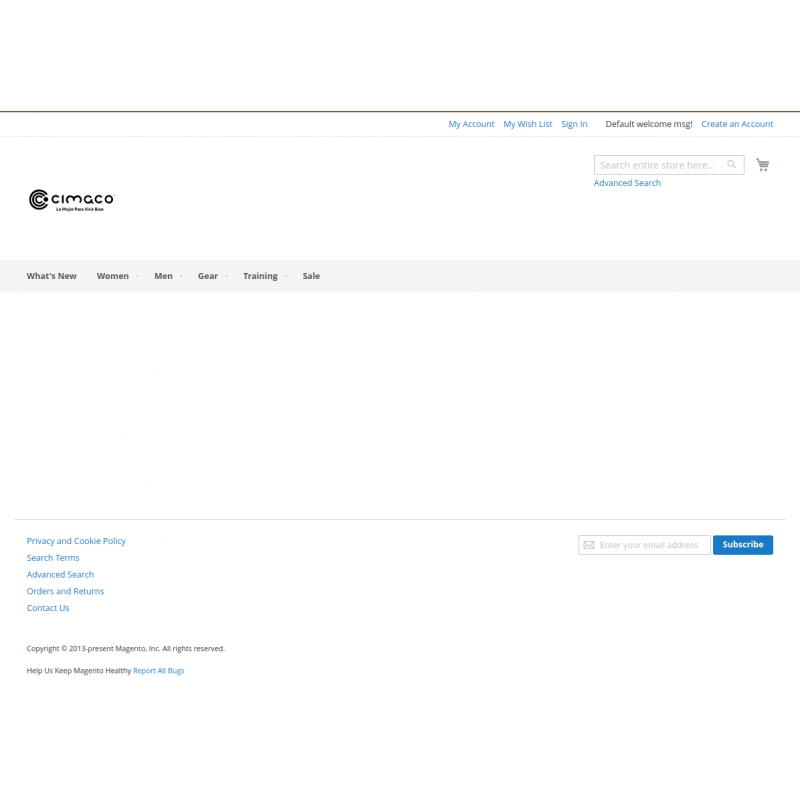 My Account My Wish List Sign In Default welcome msg! Create an Account
Search entire store here...
Advanced Search
cimaco
Lo Mejor Para Vivir Bien
What's New Women Men Gear Training Sale
Privacy and Cookie Policy
Search Terms
Advanced Search
Orders and Returns
Contact Us
Enter your email address Subscribe
Copyright © 2013-present Magento, Inc. All rights reserved.
Help Us Keep Magento Healthy Report All Bugs